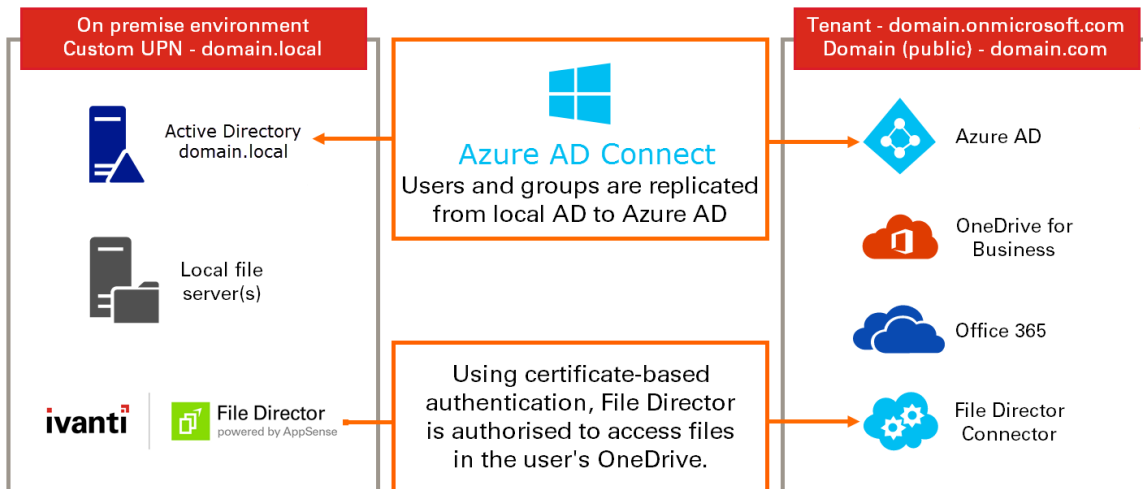 On premise environment
Custom UPN - domain.local
Active Directory
domain.local
Local file
server(s)
ivanti
File Director
powered by AppSense
Azure AD Connect
Users and groups are replicated
from local AD to Azure AD
Using certificate-based
authentication, File Director
is authorised to access files
in the user's OneDrive.
Tenant - domain.onmicrosoft.com
Domain (public) - domain.com
Azure AD
OneDrive for
Business
Office 365
File Director
Connector